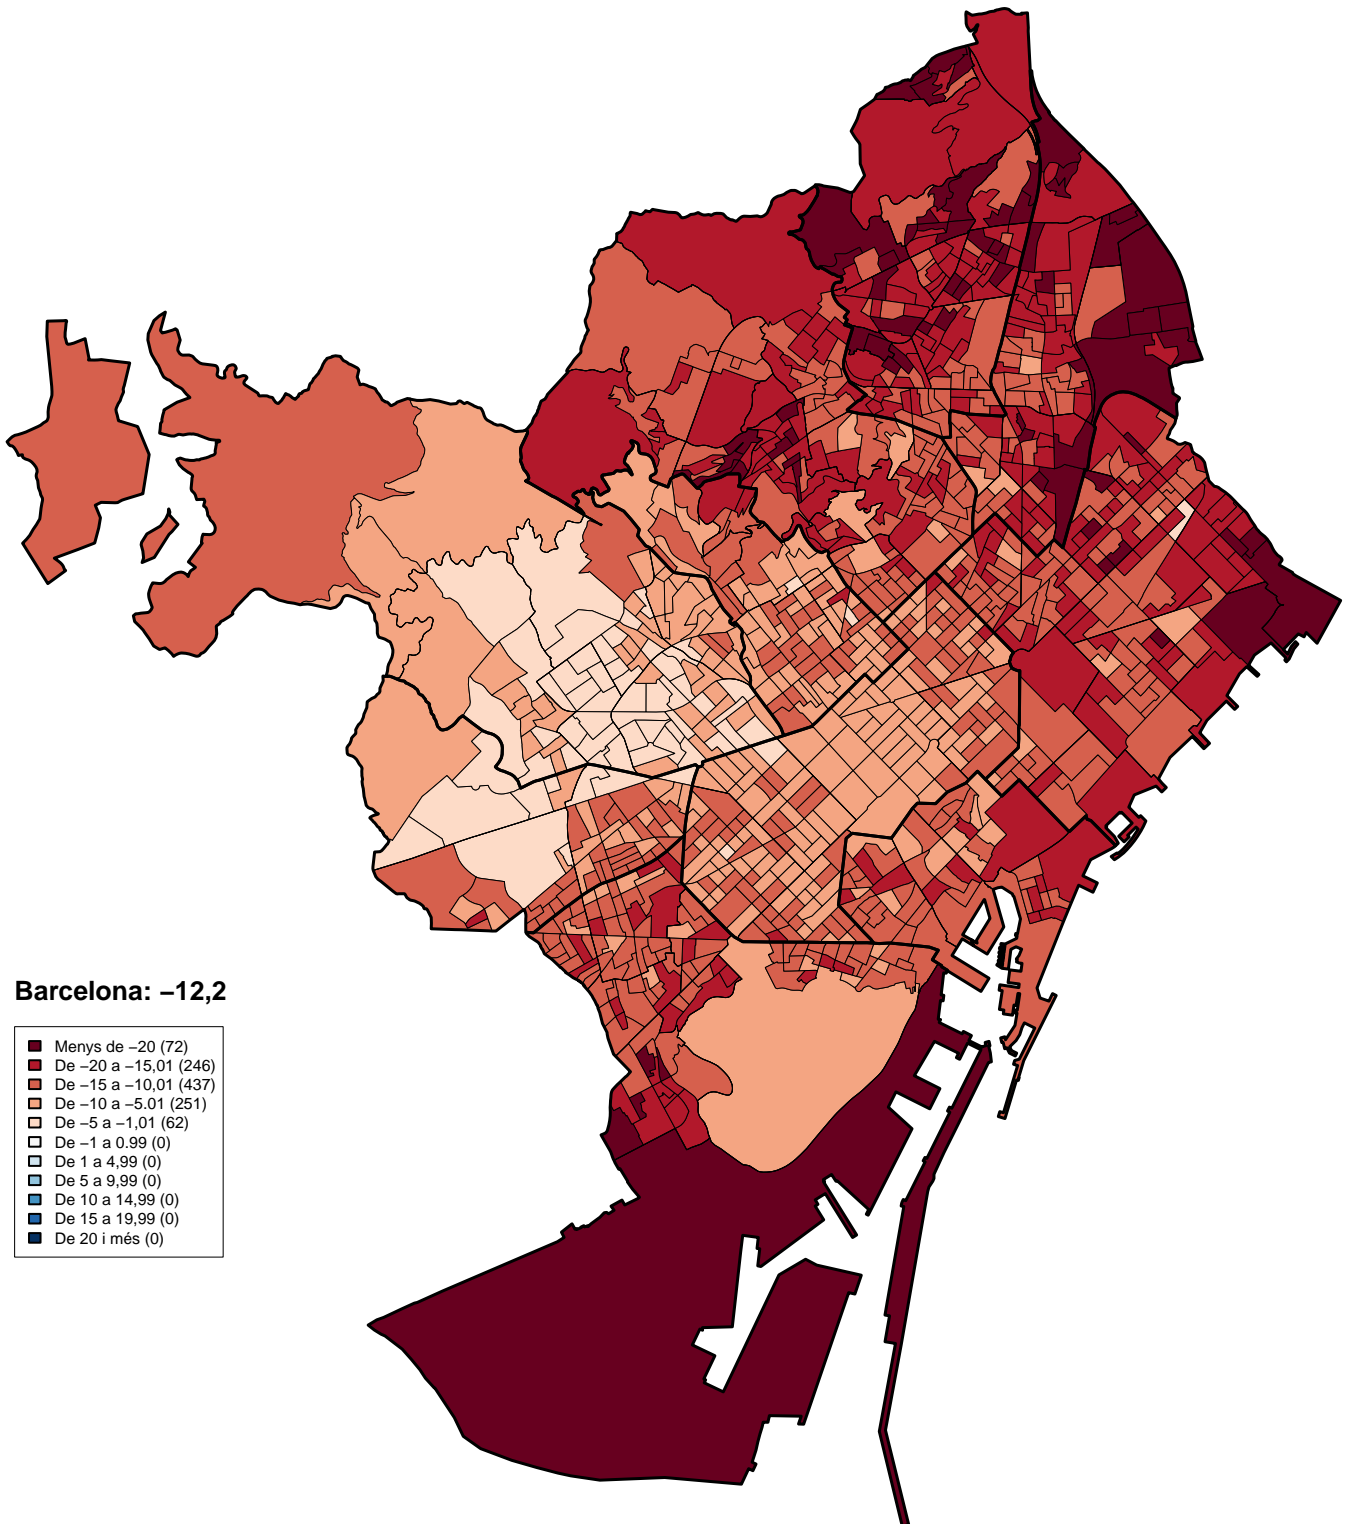 Barcelona: −12,2
Menys de −20 (72)
De −20 a −15,01 (246)
De −15 a −10,01 (437)
De −10 a −5.01 (251)
De −5 a −1,01 (62)
De −1 a 0.99 (0)
De 1 a 4,99 (0)
De 5 a 9,99 (0)
De 10 a 14,99 (0)
De 15 a 19,99 (0)
De 20 i més (0)